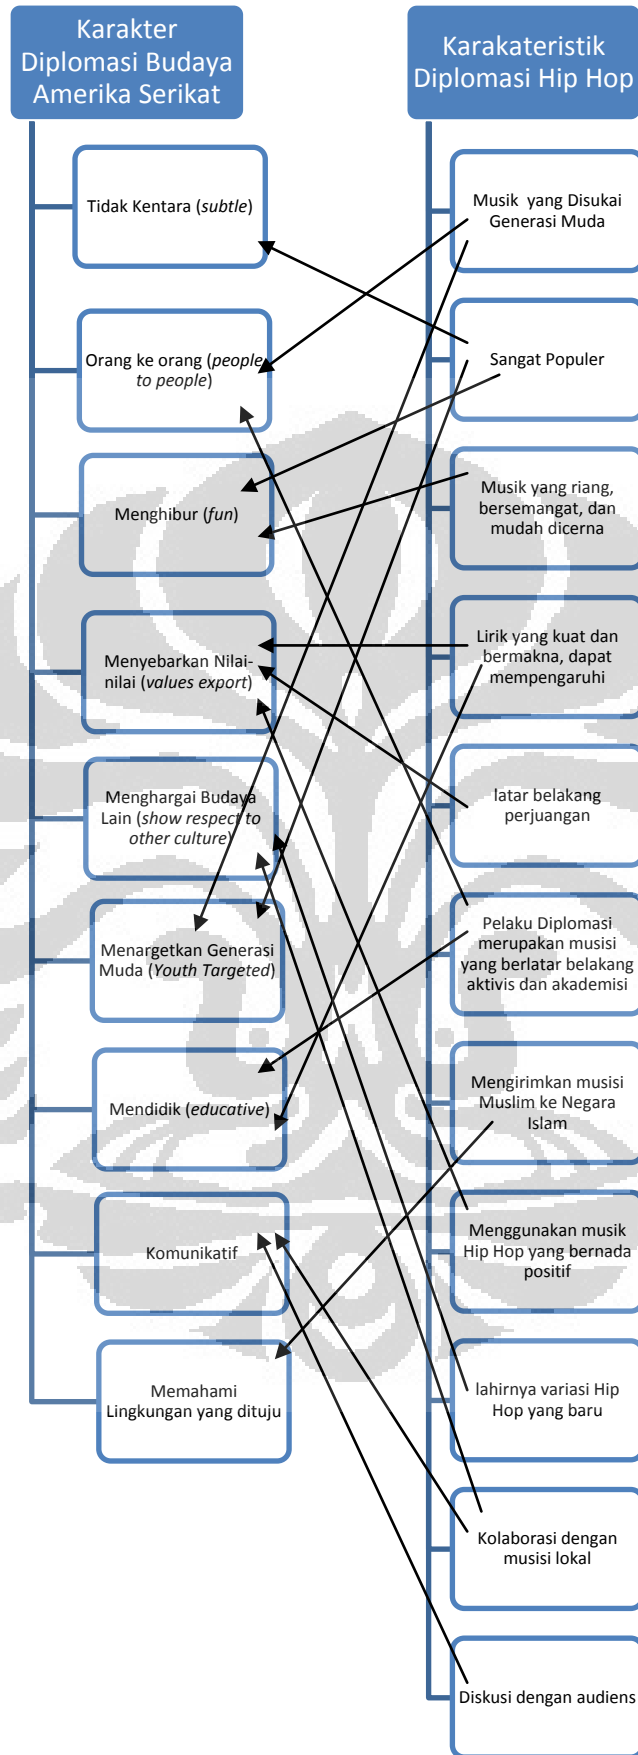 Karakter
Diplomasi Budaya
Amerika Serikat
Tidak Kentara (subtle)
Orang ke orang (people
to people)
Menghibur (fun)
Menyebarkan Nilai-
nilai (values export)
Menghargai Budaya
Lain (show respect to
other culture)
Menargetkan Generasi
Muda (Youth Targeted)
Mendidik (educative)
Komunikatif
Memahami
Lingkungan yang dituju
Karakateristik
Diplomasi Hip Hop
Musik yang Disukai
Generasi Muda
Sangat Populer
Musik yang riang,
bersemangat, dan
mudah dicerna
Lirik yang kuat dan
bermakna, dapat
mempengaruhi
latar belakang
perjuangan
Pelaku Diplomasi
merupakan musisi
yang berlatar belakang
aktivis dan akademisi
Mengirimkan musisi
Muslim ke Negara
Islam
Menggunakan musik
Hip Hop yang bernada
positif
lahirnya variasi Hip
Hop yang baru
Kolaborasi dengan
musisi lokal
Diskusi dengan audiens